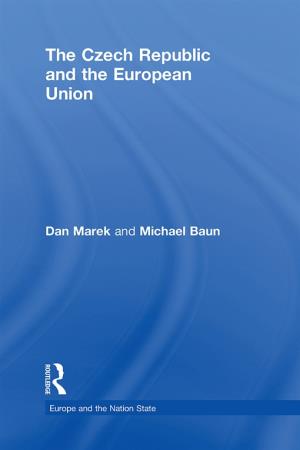 The Czech Republic
and the European
Union
Dan Marek and Michael Baun
ROUTLEDGE
Europe and the Nation State